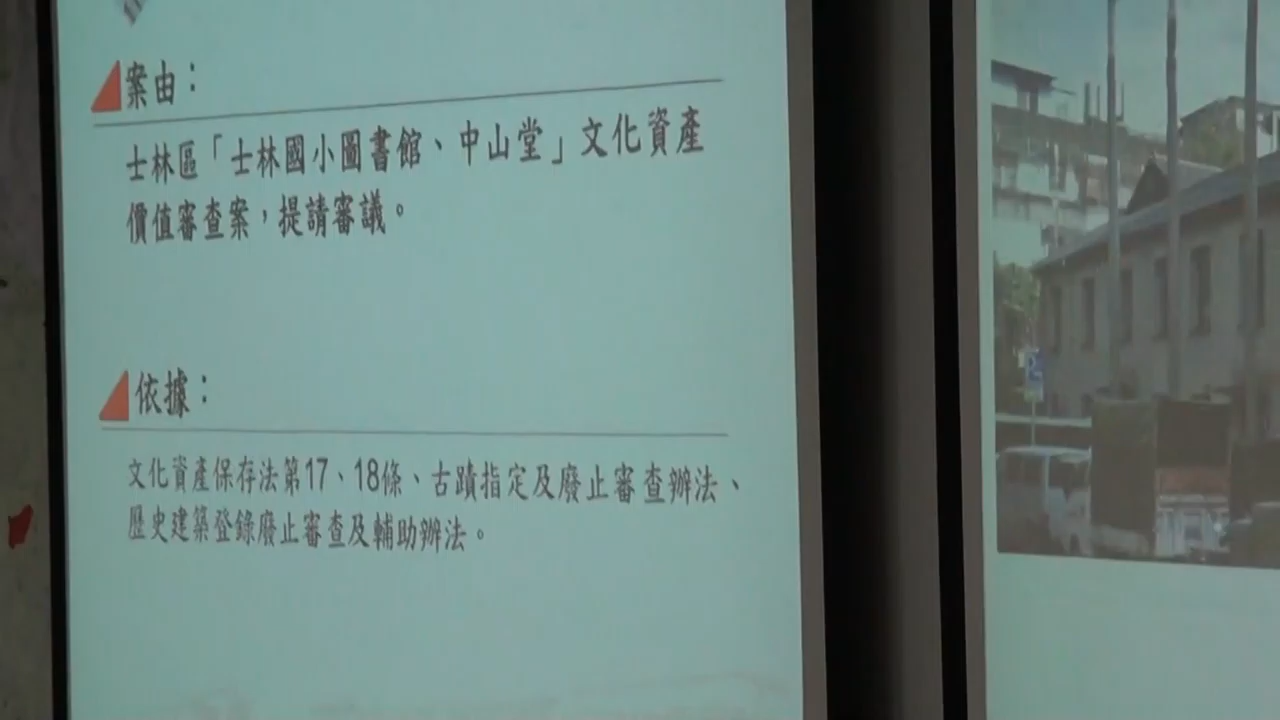 案由：
士林區「士林國小圖書館、中山堂」文化資產
價值審查案，提請審議。
依據：
文化資產保存法第17、18條、古蹟指定及廢止審查辦法、
歷史建築登錄廢止審查及輔助辦法。